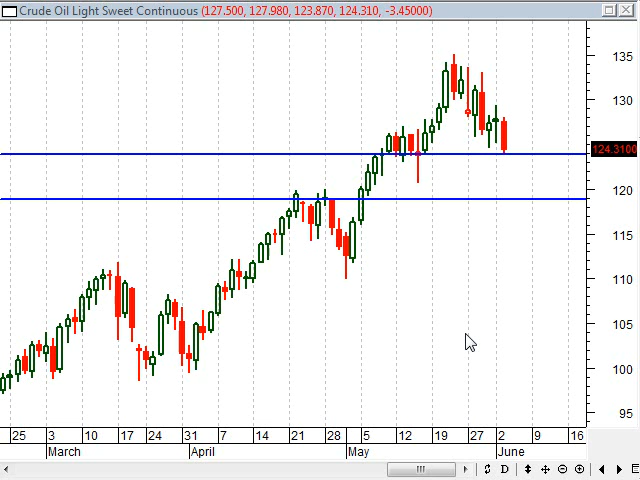 Crude Oil Light Sweet Continuous (127.500, 127.980, 123.870, 124.310, -3.45000)
135
130
124.3100
120
115
110
105
100
95
25 3 10 17 24 31 7 14 21 28 5 12 19 27 2 9 16
March April May June
D